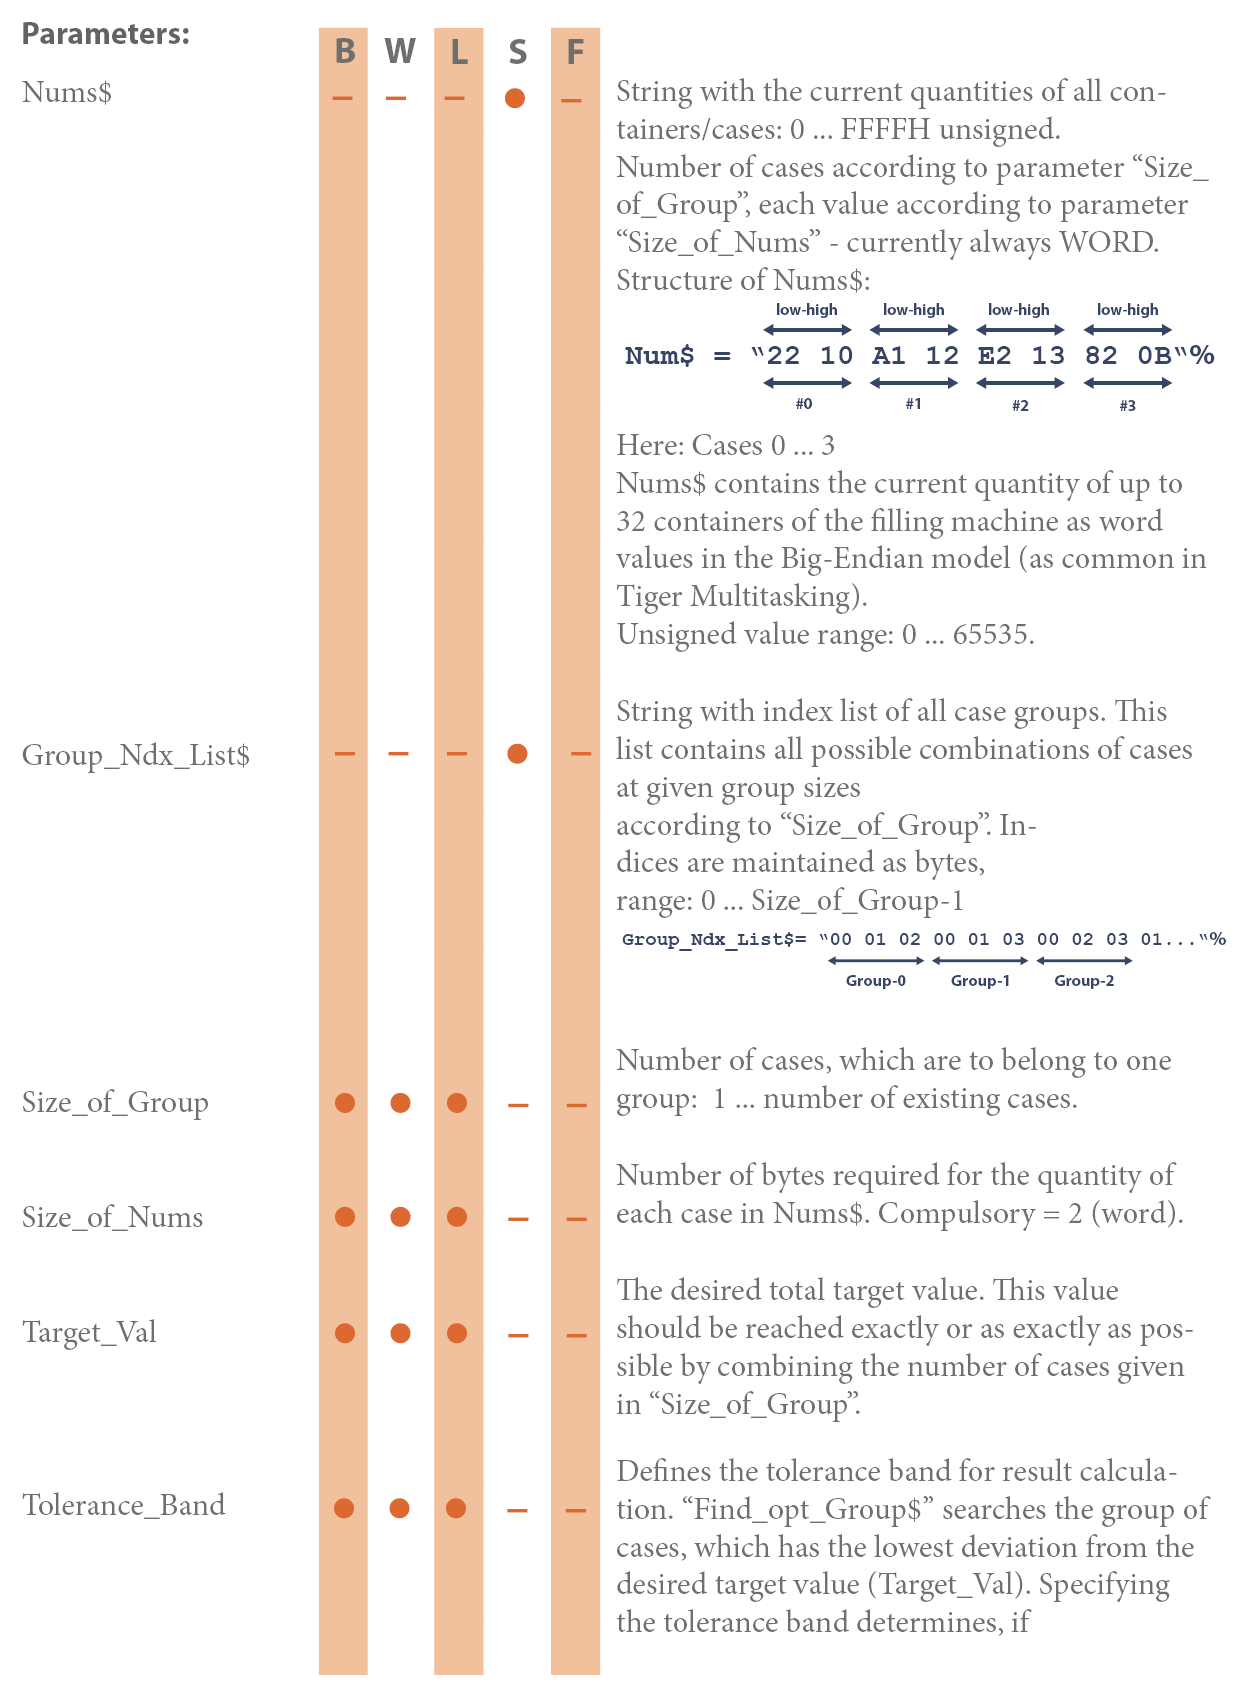 Parameters:
B W L S F
Nums$ – – – ● – String with the current quantities of all con-
tainers/cases: 0 ... FFFFH unsigned.
Number of cases according to parameter “Size_
of_Group”, each value according to parameter
“Size_of_Nums” - currently always WORD.
Structure of Nums$:
low-high low-high low-high low-high
Num$ = “22 10 A1 12 E2 13 82 0B“%
#0 #1 #2 #3
Here: Cases 0 ... 3
Nums$ contains the current quantity of up to
32 containers of the filling machine as word
values in the Big-Endian model (as common in
Tiger Multitasking).
Unsigned value range: 0 ... 65535.
String with index list of all case groups. This
Group_Ndx_List$ – – – ● – list contains all possible combinations of cases
at given group sizes
according to “Size_of_Group”. In-
dices are maintained as bytes,
range: 0 ... Size_of_Group-1
Group_Ndx_List$= “00 01 02 00 01 03 00 02 03 01...“%
Group-0 Group-1 Group-2
Number of cases, which are to belong to one
Size_of_Group ● ● ● – – group: 1 ... number of existing cases.
Number of bytes required for the quantity of
Size_of_Nums ● ● ● – – each case in Nums$. Compulsory = 2 (word).
The desired total target value. This value
Target_Val ● ● ● – – should be reached exactly or as exactly as pos-
sible by combining the number of cases given
in “Size_of_Group”.
Defines the tolerance band for result calcula-
Tolerance_Band ● ● ● – – tion. “Find_opt_Group$” searches the group of
cases, which has the lowest deviation from the
desired target value (Target_Val). Specifying
the tolerance band determines, if